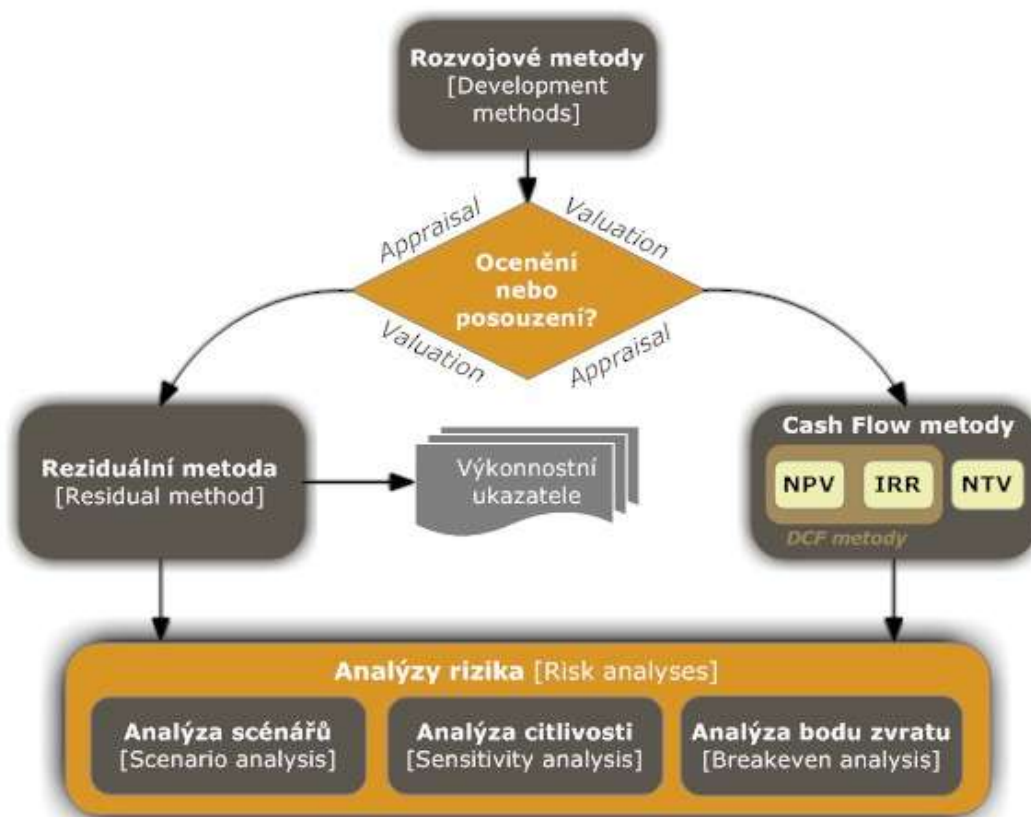 Rozvojové metody
[Development
methods]
Appraisal
Valuation
Ocenění
nebo
posouzení?
Valuation
Appraisal
Reziduální metoda
[Residual method]
Výkonnostní
ukazatele
Cash Flow metody
NPV IRR NTV
DCF metody
Analýzy rizika [Risk analyses]
Analýza scénářů
[Scenario analysis]
Analýza citlivosti
[Sensitivity analysis]
Analýza bodu zvratu
[Breakeven analysis]